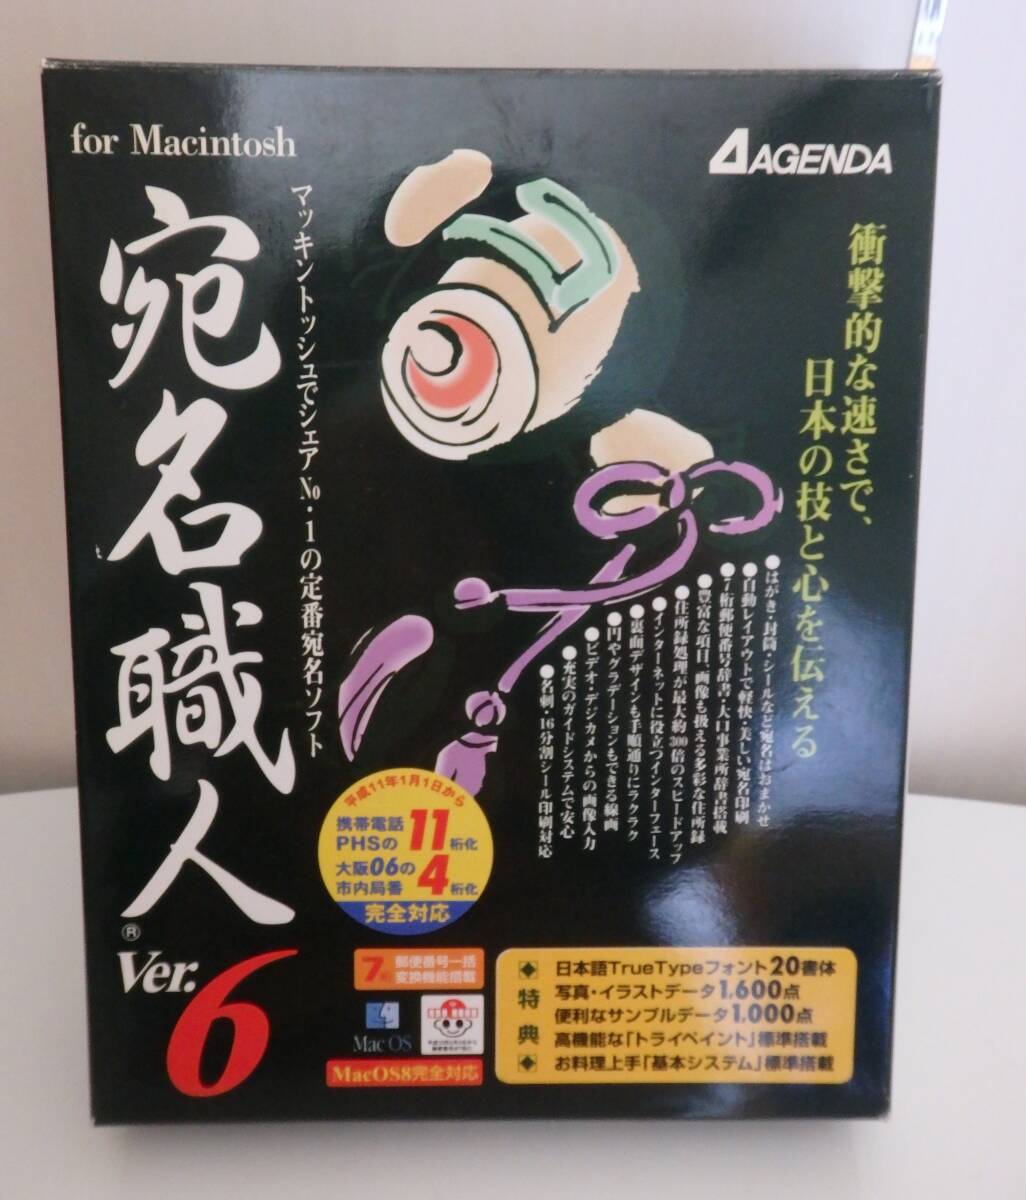 for Macintosh
AGENDA
宛名職人
®
Ver.6
マッキントッシュでシェアNo・1の定番宛名ソフト
衝撃的な速さで、
日本の技と心を伝える
●はがき・封筒・シールなど宛名はおまかせ
●自動レイアウトで軽快・美しい宛名印刷
●7桁郵便番号辞書・大口事業所辞書搭載
●豊富な項目、画像も扱える多彩な住所録
●住所録処理が最大約300倍のスピードアップ
●インターネットに役立つインターフェース
●裏面デザインも手順通りにラクラク
●円やグラデーションもできる線画
●ビデオ・デジカメからの画像入力
●充実のガイドシステムで安心
●名刺・16分割シール印刷対応
平成11年1月1日から
携帯電話
PHSの11桁化
大阪06の
市内局番4桁化
完全対応
7桁
郵便番号一括
変換機能搭載
Mac OS
MacOS8完全対応
特典
日本語TrueTypeフォント20書体
写真・イラストデータ1,600点
便利なサンプルデータ1,000点
高機能な「トライペイント」標準搭載
お料理上手「基本システム」標準搭載